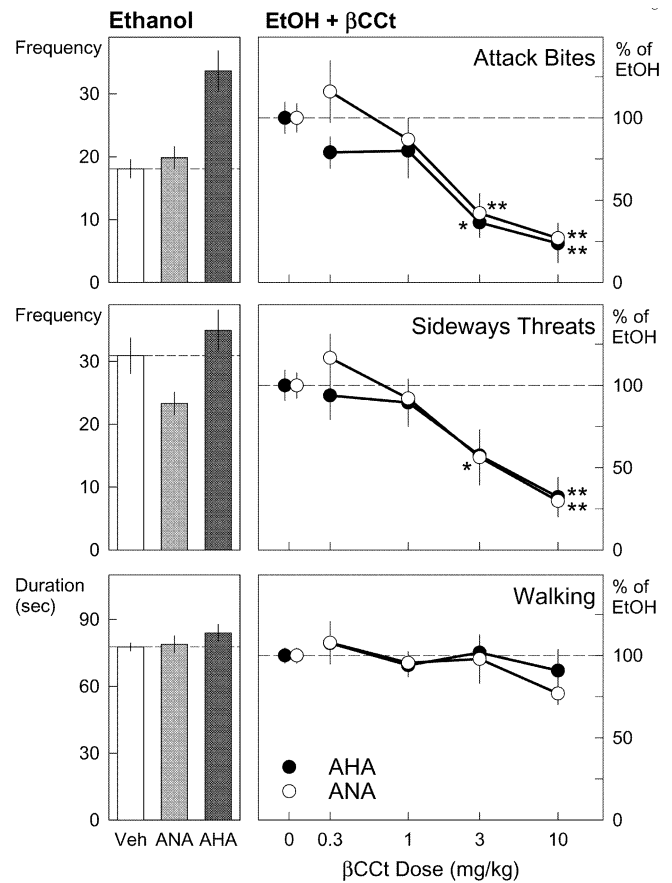 Ethanol
EtOH + βCCt
Frequency
Attack Bites
% of
EtOH
30
20
10
0
100
50
0
*
**
**
**
Frequency
Sideways Threats
% of
EtOH
30
20
10
0
100
50
0
*
**
**
Duration
(sec)
Walking
% of
EtOH
90
60
30
0
100
50
0
AHA
ANA
Veh ANA AHA
0 0.3 1 3 10
βCCt Dose (mg/kg)